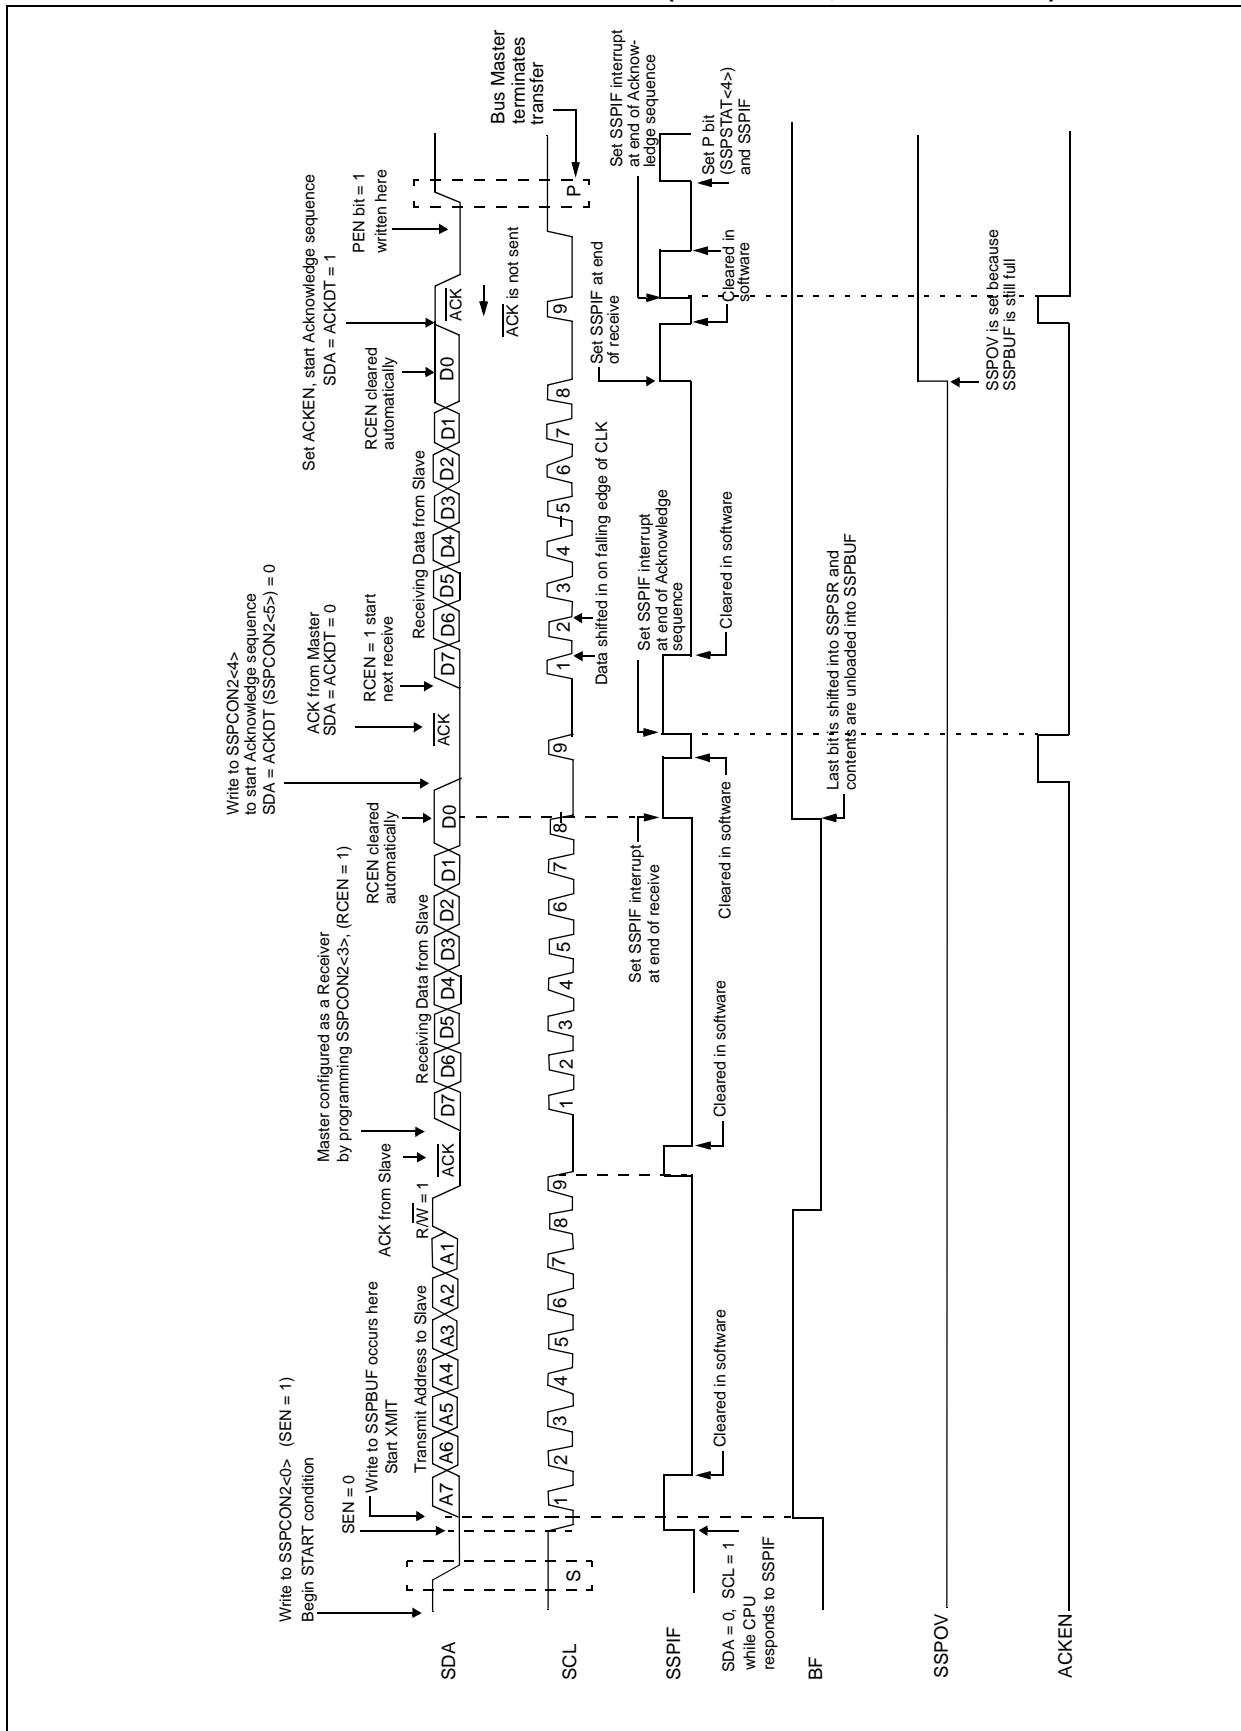 Write to SSPCON2<0> (SEN = 1)
Begin START condition
SEN = 0
Write to SSPBUF occurs here
Start XMIT
Write to SSPCON2<4>
to start Acknowledge sequence
SDA = ACKDT (SSPCON2<5>) = 0
Master configured as a Receiver
by programming SSPCON2<3>, (RCEN = 1)
ACK from Slave
RCEN cleared
automatically
ACK from Master
SDA = ACKDT = 0
RCEN = 1 start
next receive
Set ACKEN, start Acknowledge sequence
SDA = ACKDT = 1
RCEN cleared
automatically
PEN bit = 1
written here
Transmit Address to Slave
R/W = 1
Receiving Data from Slave
Receiving Data from Slave
SDA
A7 A6 A5 A4 A3 A2 A1
ACK
D7 D6 D5 D4 D3 D2 D1 D0
ACK
D7 D6 D5 D4 D3 D2 D1 D0
ACK
ACK is not sent
Bus Master
terminates
transfer
SCL
S
1 2 3 4 5 6 7 8 9
1 2 3 4 5 6 7 8 9
1 2 3 4 5 6 7 8 9
P
Data shifted in on falling edge of CLK
Set SSPIF interrupt
at end of receive
Set SSPIF interrupt
at end of Acknowledge
sequence
Set SSPIF at end
of receive
Set SSPIF interrupt
at end of Acknow-
ledge sequence
SSPIF
SDA = 0, SCL = 1
while CPU
responds to SSPIF
Cleared in software
Cleared in software
Cleared in software
Cleared in software
Cleared in
software
Set P bit
(SSPSTAT<4>)
and SSPIF
BF
Last bit is shifted into SSPSR and
contents are unloaded into SSPBUF
SSPOV
SSPOV is set because
SSPBUF is still full
ACKEN